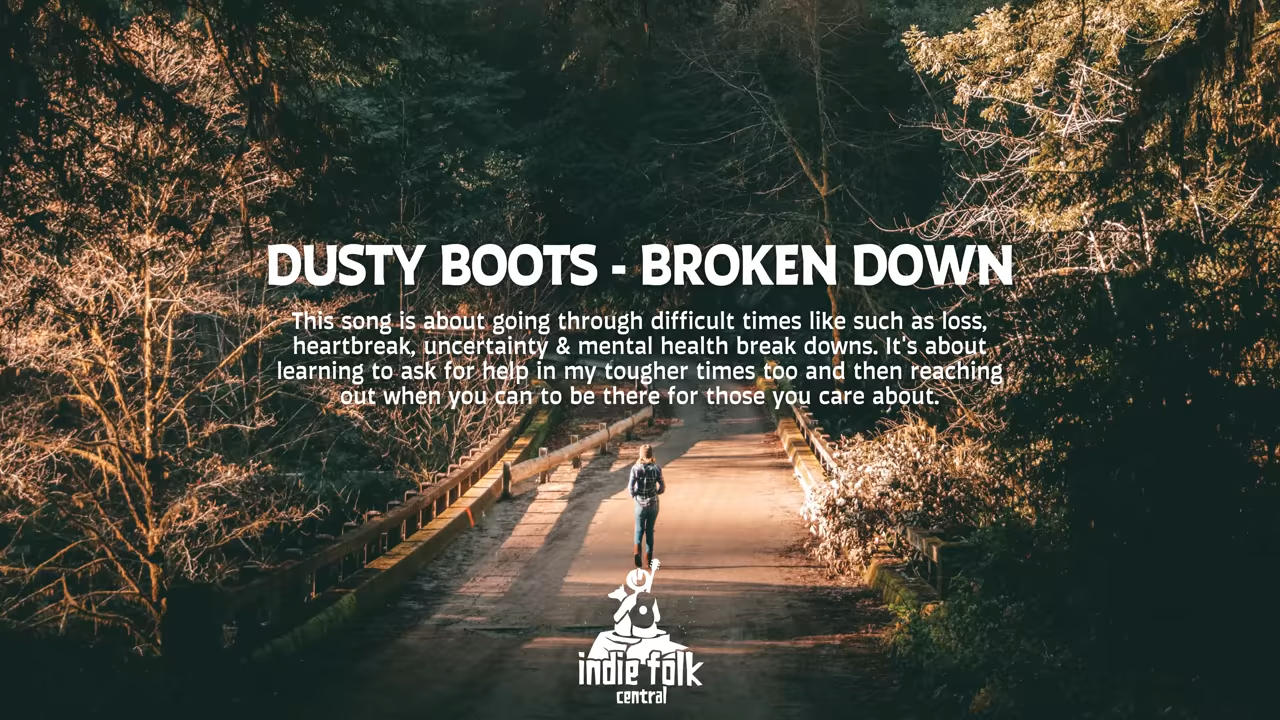 DUSTY BOOTS - BROKEN DOWN
This song is about going through difficult times like such as loss,
heartbreak, uncertainty & mental health break downs. It's about
learning to ask for help in my tougher times too and then reaching
out when you can to be there for those you care about.
indie folk
central